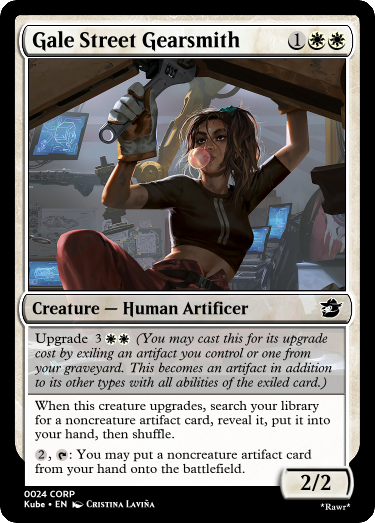 Gale Street Gearsmith 1
Creature — Human Artificer
Upgrade 3 (You may cast this for its upgrade
cost by exiling an artifact you control or one from
your graveyard. This becomes an artifact in addition
to its other types with all abilities of the exiled card.)
When this creature upgrades, search your library
for a noncreature artifact card, reveal it, put it into
your hand, then shuffle.
2, : You may put a noncreature artifact card
from your hand onto the battlefield.
2/2
0024 CORP
Kube • EN Cristina Laviña
*Rawr*